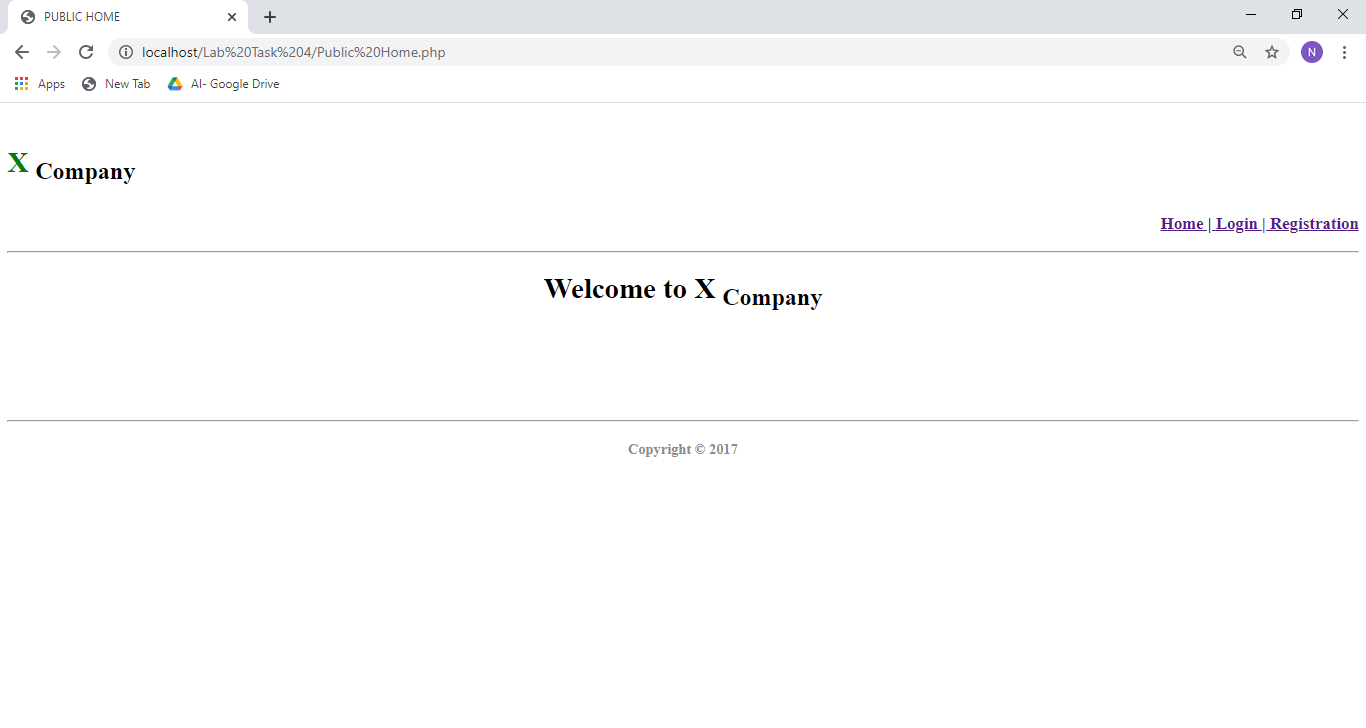 PUBLIC HOME
localhost/Lab%20Task%204/Public%20Home.php
N
Apps New Tab AI- Google Drive
X Company
Home | Login | Registration
Welcome to X Company
Copyright © 2017